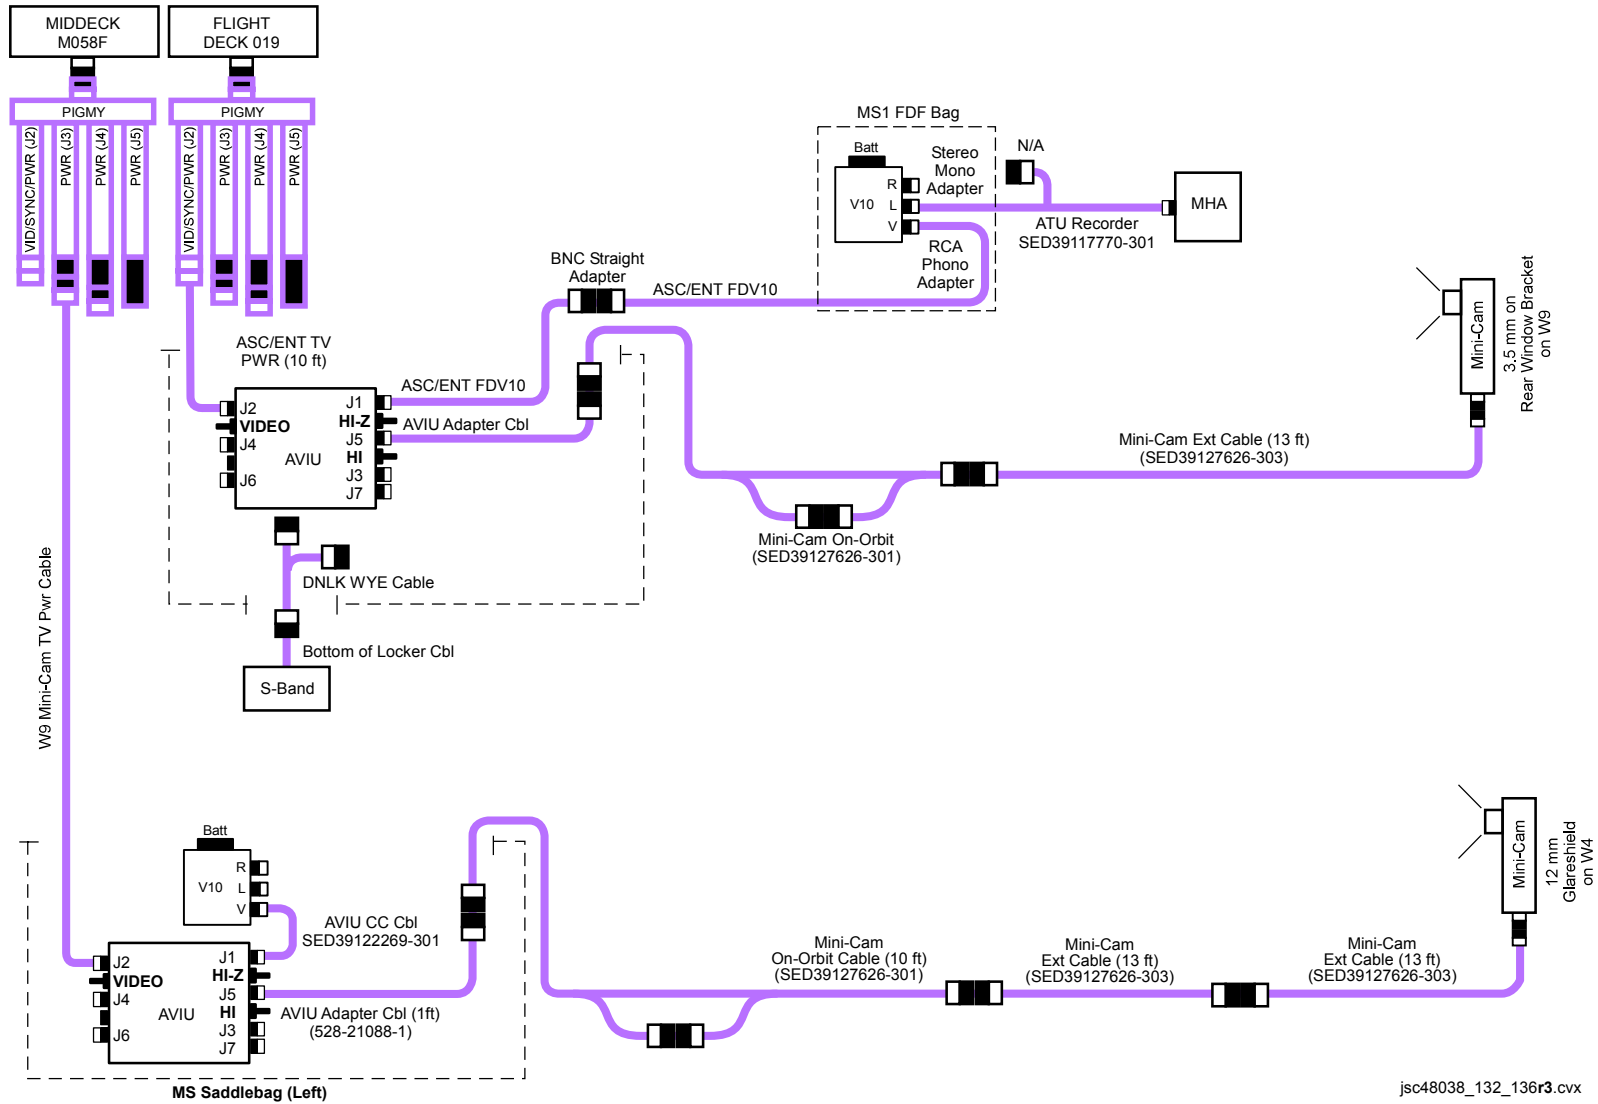 MIDDECK
M058F
FLIGHT
DECK 019
PIGMY
PIGMY
VID/SYNC/PWR (J2)
PWR (J3)
PWR (J4)
PWR (J5)
VID/SYNC/PWR (J2)
PWR (J3)
PWR (J4)
PWR (J5)
MS1 FDF Bag
Batt
V10
R
L
V
Stereo
Mono
Adapter
RCA
Phono
Adapter
N/A
MHA
ATU Recorder
SED39117770-301
BNC Straight
Adapter
ASC/ENT FDV10
ASC/ENT TV
PWR (10 ft)
ASC/ENT FDV10
AVIU Adapter Cbl
J2
VIDEO
J4
J6
AVIU
J1
HI-Z
J5
HI
J3
J7
Mini-Cam
3.5 mm on
Rear Window Bracket
on W9
Mini-Cam Ext Cable (13 ft)
(SED39127626-303)
Mini-Cam On-Orbit
(SED39127626-301)
DNLK WYE Cable
Bottom of Locker Cbl
S-Band
W9 Mini-Cam TV Pwr Cable
Batt
V10
R
L
V
AVIU CC Cbl
SED39122269-301
J2
VIDEO
J4
J6
AVIU
J1
HI-Z
J5
HI
J3
J7
AVIU Adapter Cbl (1ft)
(528-21088-1)
MS Saddlebag (Left)
Mini-Cam
On-Orbit Cable (10 ft)
(SED39127626-301)
Mini-Cam
Ext Cable (13 ft)
(SED39127626-303)
Mini-Cam
Ext Cable (13 ft)
(SED39127626-303)
Mini-Cam
12 mm
Glareshield
on W4
jsc48038_132_136r3.cvx